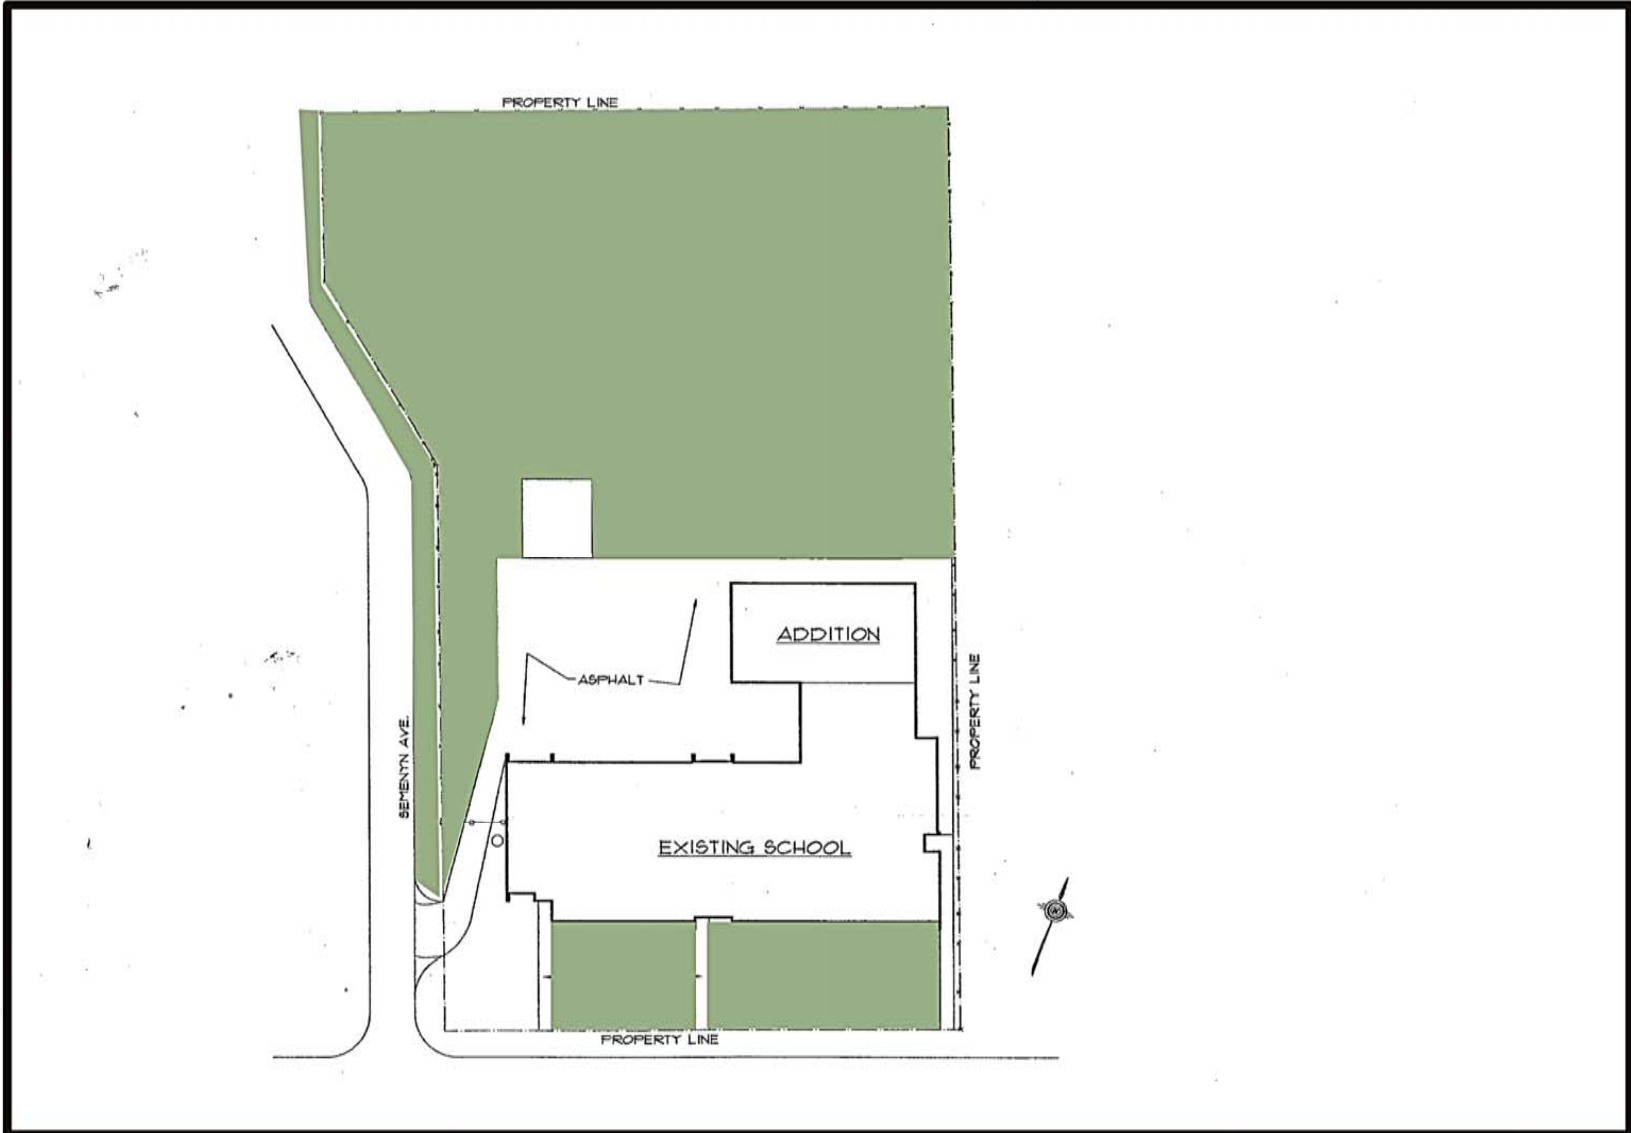 PROPERTY LINE
ADDITION
ASPHALT
PROPERTY LINE
SEMENYN AVE.
EXISTING SCHOOL
PROPERTY LINE